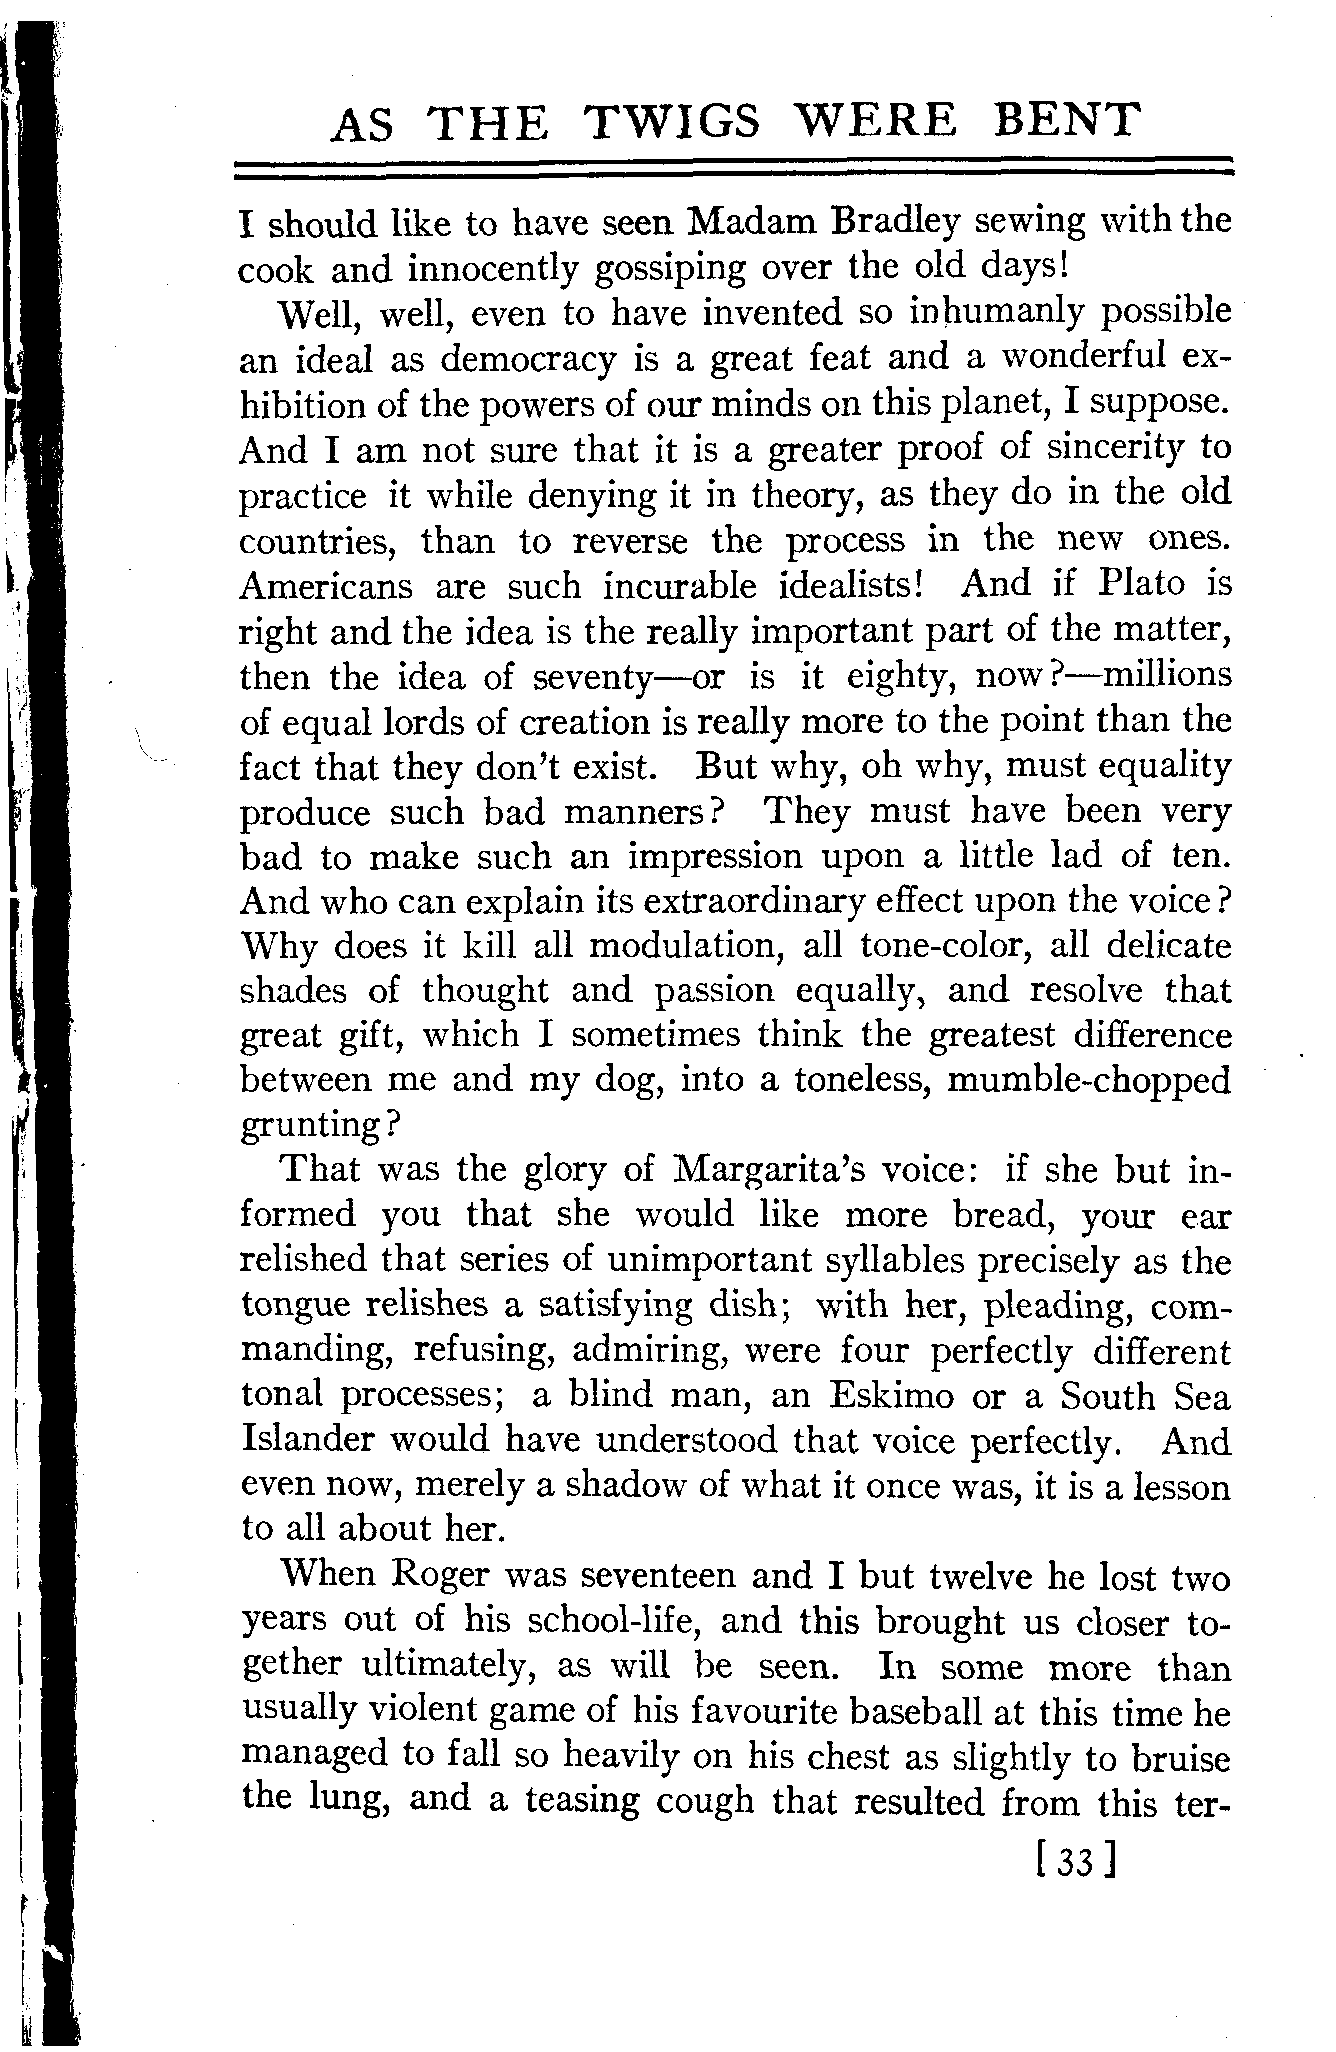 AS THE TWIGS WERE BENT
I should like to have seen Madam Bradley sewing with the
cook and innocently gossiping over the old days!
Well, well, even to have invented so inhumanly possible
an ideal as democracy is a great feat and a wonderful ex-
hibition of the powers of our minds on this planet, I suppose.
And I am not sure that it is a greater proof of sincerity to
practice it while denying it in theory, as they do in the old
countries, than to reverse the process in the new ones.
Americans are such incurable idealists! And if Plato is
right and the idea is the really important part of the matter,
then the idea of seventy—or is it eighty, now?—millions
of equal lords of creation is really more to the point than the
fact that they don't exist. But why, oh why, must equality
produce such bad manners? They must have been very
bad to make such an impression upon a little lad of ten.
And who can explain its extraordinary effect upon the voice?
Why does it kill all modulation, all tone-color, all delicate
shades of thought and passion equally, and resolve that
great gift, which I sometimes think the greatest difference
between me and my dog, into a toneless, mumble-chopped
grunting?
That was the glory of Margarita's voice: if she but in-
formed you that she would like more bread, your ear
relished that series of unimportant syllables precisely as the
tongue relishes a satisfying dish; with her, pleading, com-
manding, refusing, admiring, were four perfectly different
tonal processes; a blind man, an Eskimo or a South Sea
Islander would have understood that voice perfectly. And
even now, merely a shadow of what it once was, it is a lesson
to all about her.
When Roger was seventeen and I but twelve he lost two
years out of his school-life, and this brought us closer to-
gether ultimately, as will be seen. In some more than
usually violent game of his favourite baseball at this time he
managed to fall so heavily on his chest as slightly to bruise
the lung, and a teasing cough that resulted from this ter-
[ 33 ]